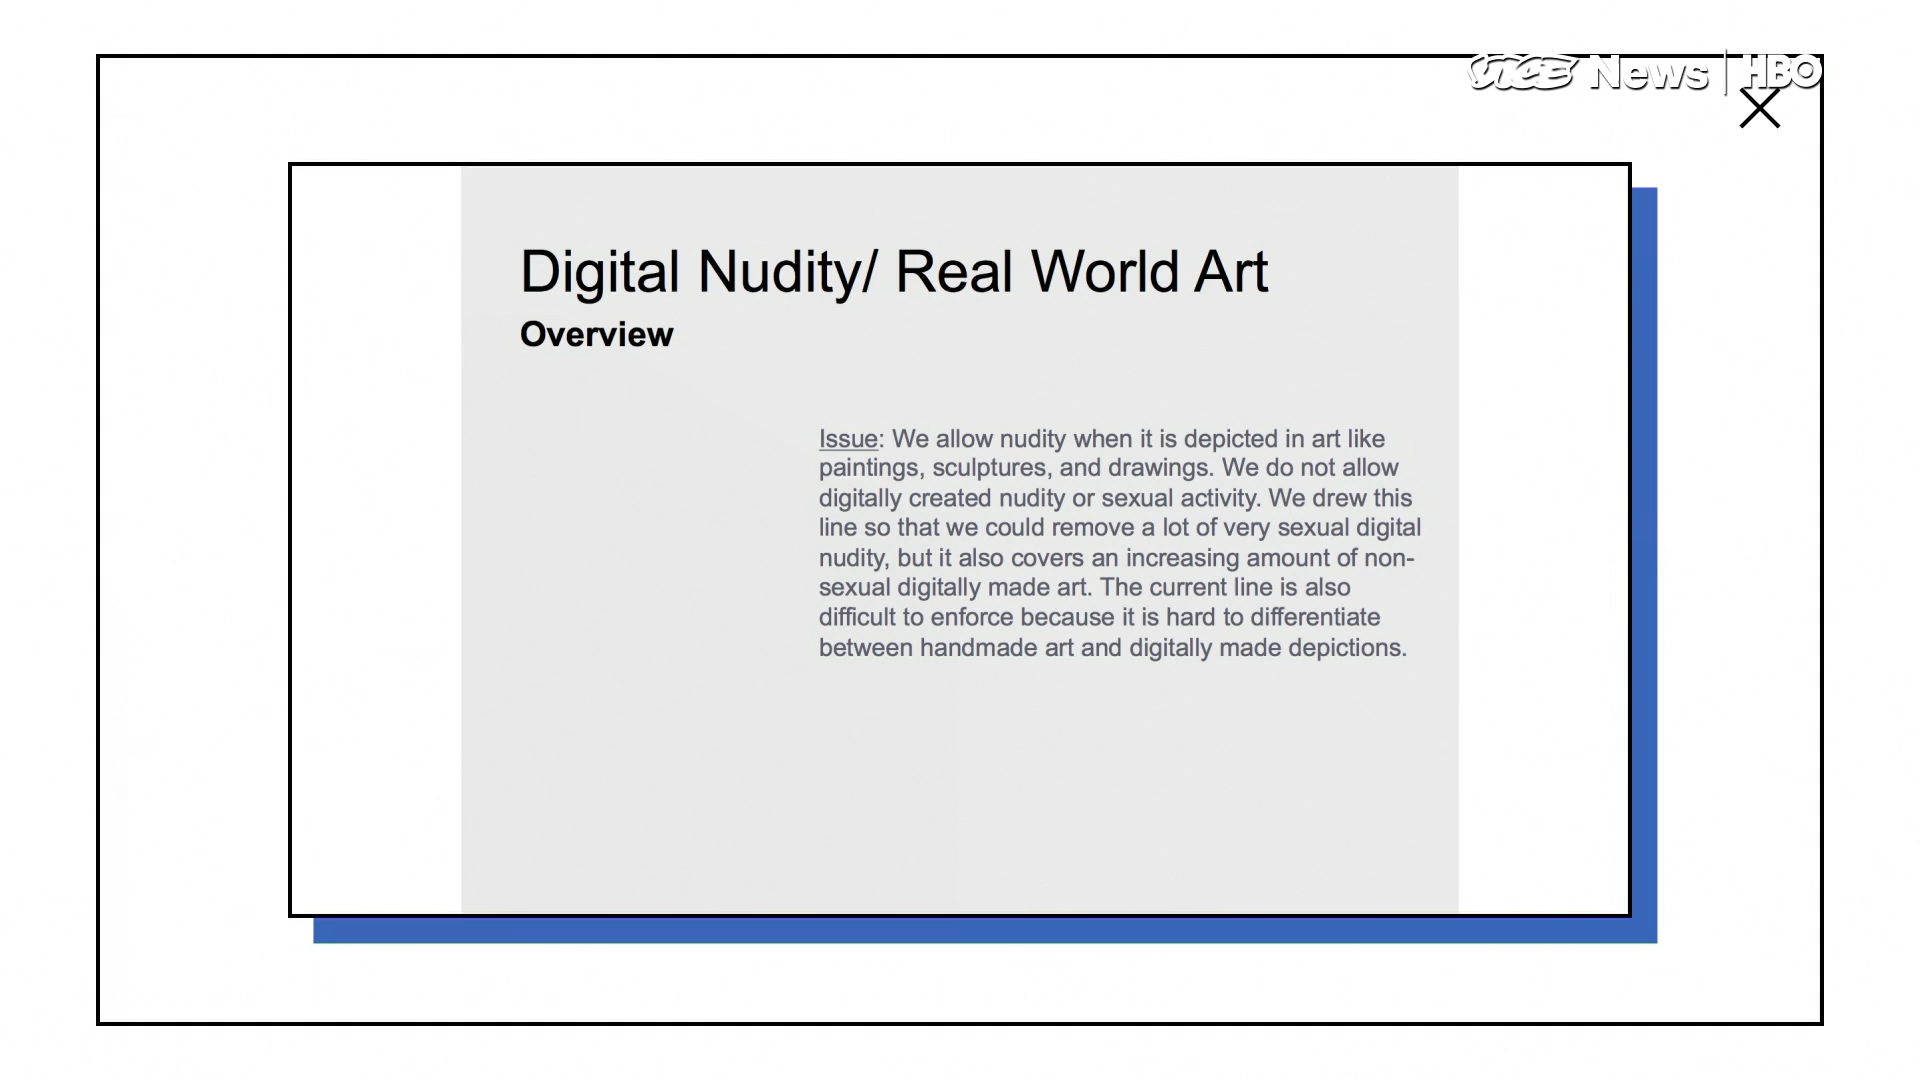 VICE News | HBO
Digital Nudity/ Real World Art
Overview
Issue: We allow nudity when it is depicted in art like
paintings, sculptures, and drawings. We do not allow
digitally created nudity or sexual activity. We drew this
line so that we could remove a lot of very sexual digital
nudity, but it also covers an increasing amount of non-
sexual digitally made art. The current line is also
difficult to enforce because it is hard to differentiate
between handmade art and digitally made depictions.